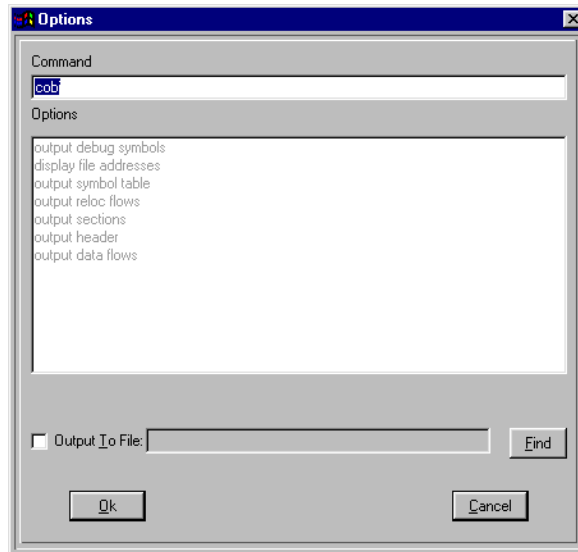 Options
Command
cobj
Options
output debug symbols
display file addresses
output symbol table
output reloc flows
output sections
output header
output data flows
Output To File:
Find
Ok
Cancel